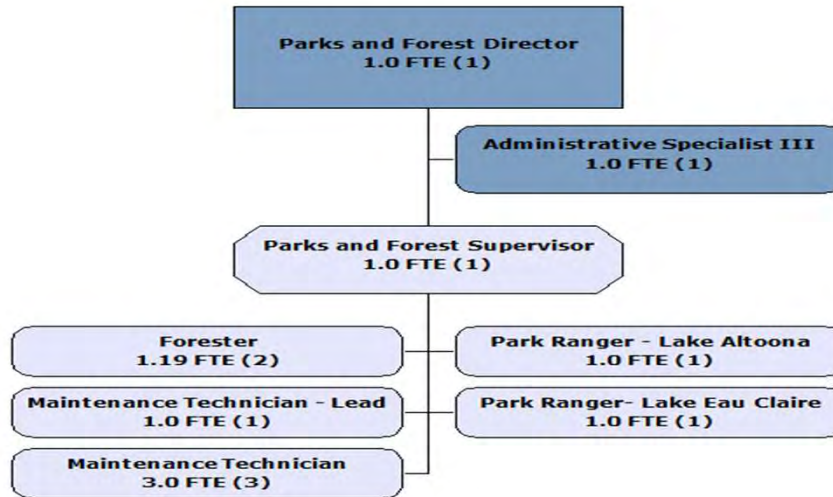 Parks and Forest Director
1.0 FTE (1)
Administrative Specialist III
1.0 FTE (1)
Parks and Forest Supervisor
1.0 FTE (1)
Forester
1.19 FTE (2)
Park Ranger - Lake Altoona
1.0 FTE (1)
Maintenance Technician - Lead
1.0 FTE (1)
Park Ranger- Lake Eau Claire
1.0 FTE (1)
Maintenance Technician
3.0 FTE (3)